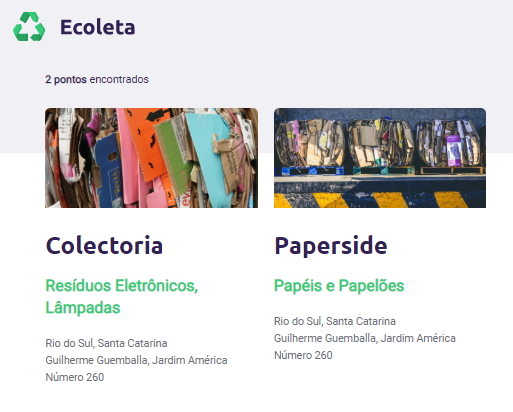 Ecoleta
2 pontos encontrados
Colectoria
Resíduos Eletrônicos,
Lâmpadas
Rio do Sul, Santa Catarina
Guilherme Guemballa, Jardim América
Número 260
Paperside
Papéis e Papelões
Rio do Sul, Santa Catarina
Guilherme Guemballa, Jardim América
Número 260